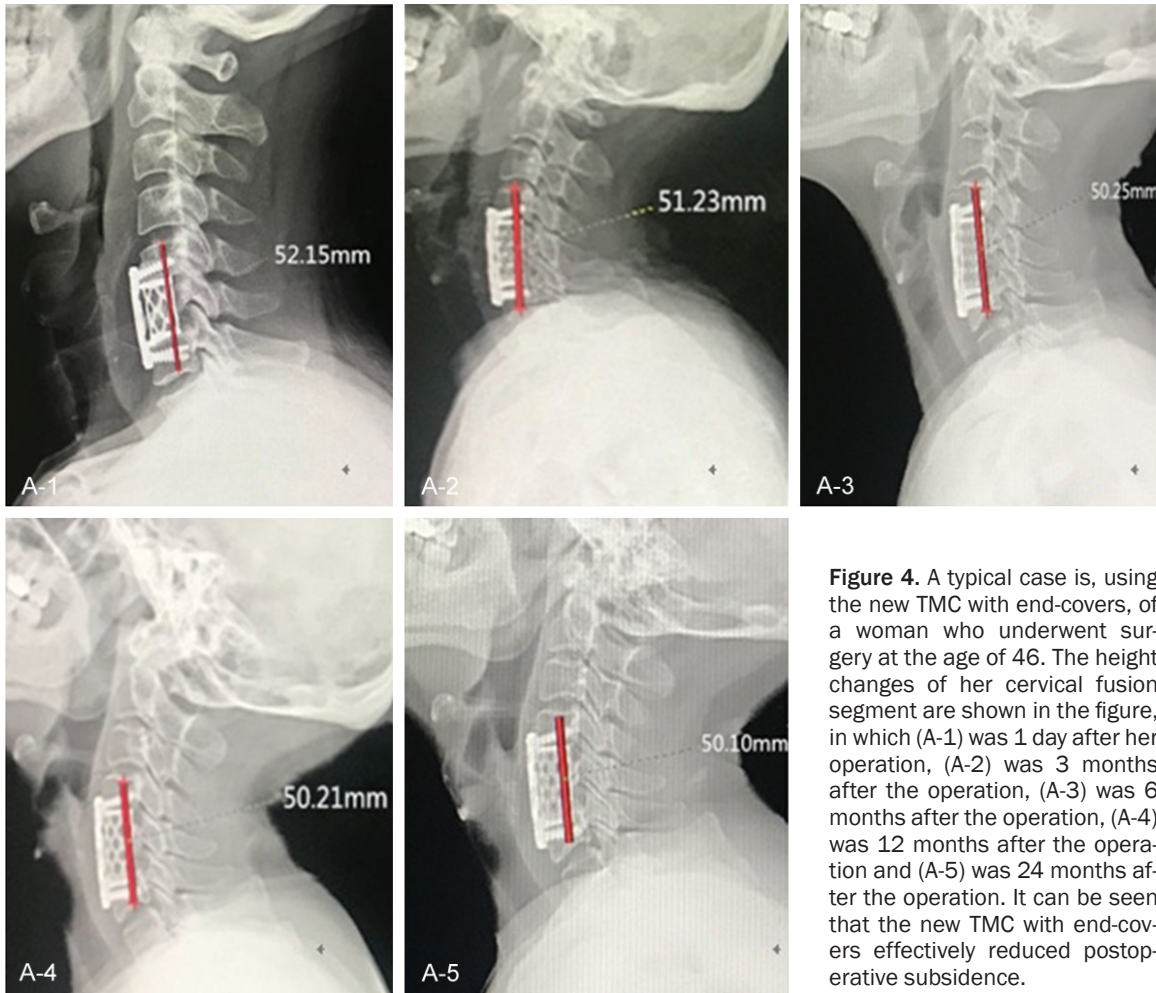 52.15mm
A-1
51.23mm
A-2
50.25mm
A-3
50.21mm
A-4
50.10mm
A-5
Figure 4. A typical case is, using
the new TMC with end-covers, of
a woman who underwent sur-
gery at the age of 46. The height
changes of her cervical fusion
segment are shown in the figure,
in which (A-1) was 1 day after her
operation, (A-2) was 3 months
after the operation, (A-3) was 6
months after the operation, (A-4)
was 12 months after the opera-
tion and (A-5) was 24 months af-
ter the operation. It can be seen
that the new TMC with end-cov-
ers effectively reduced postop-
erative subsidence.